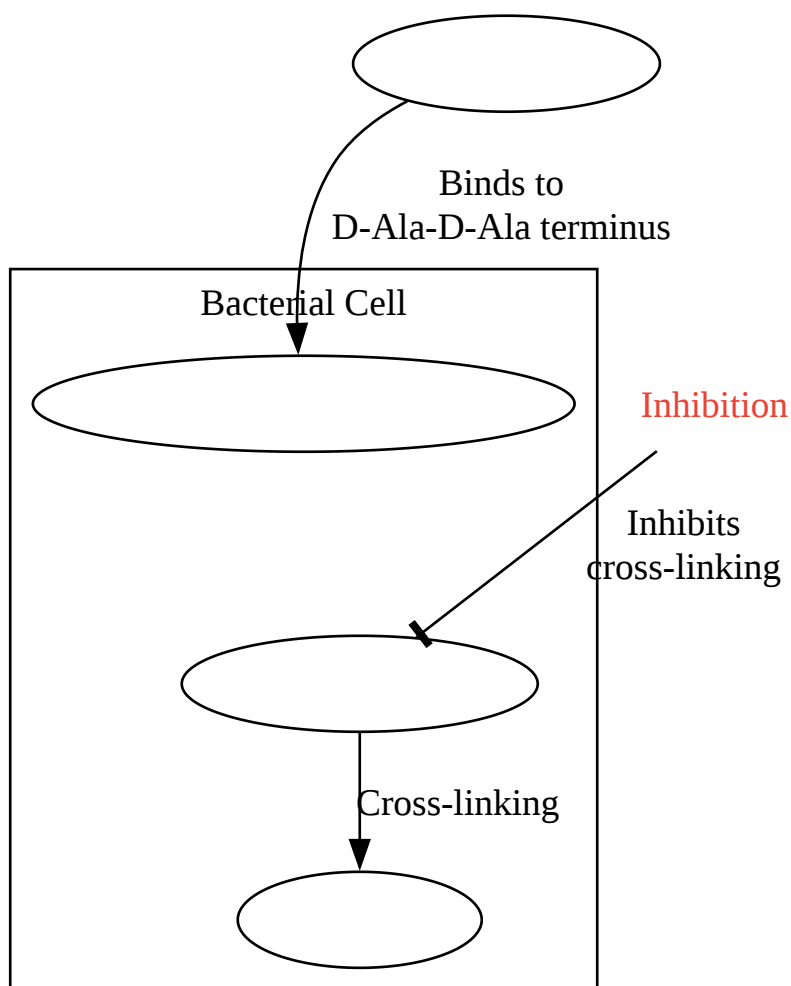 Binds to
D-Ala-D-Ala terminus
Bacterial Cell
Inhibition
Inhibits
cross-linking
Cross-linking